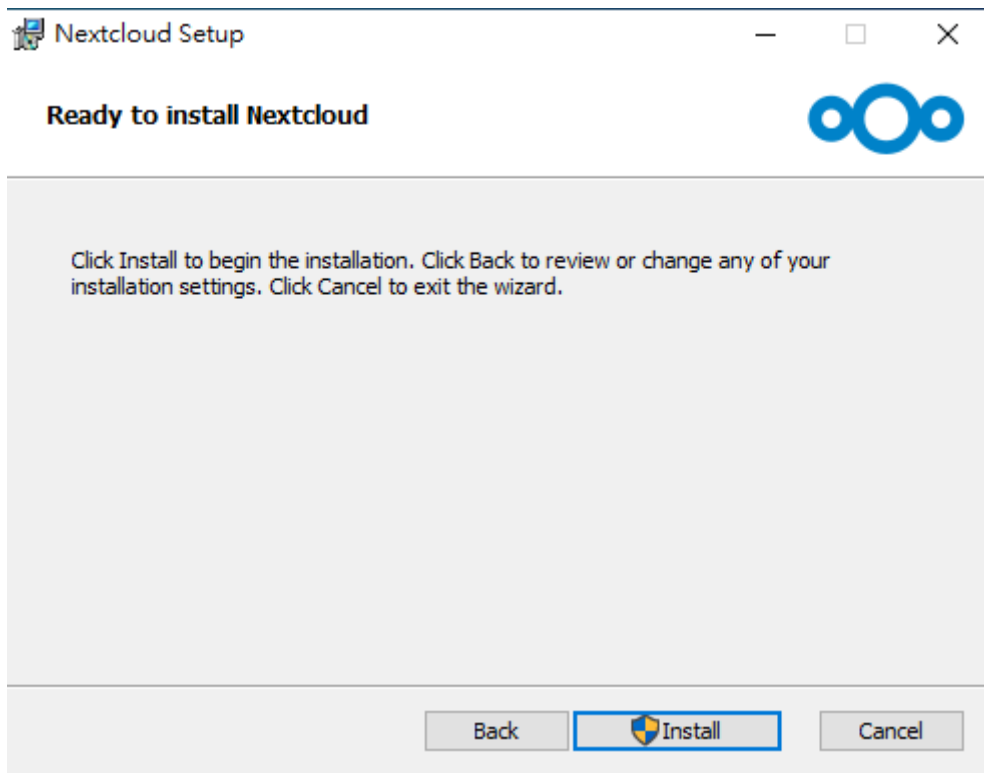 Nextcloud Setup
Ready to install Nextcloud
Click Install to begin the installation. Click Back to review or change any of your
installation settings. Click Cancel to exit the wizard.
Back
Install
Cancel